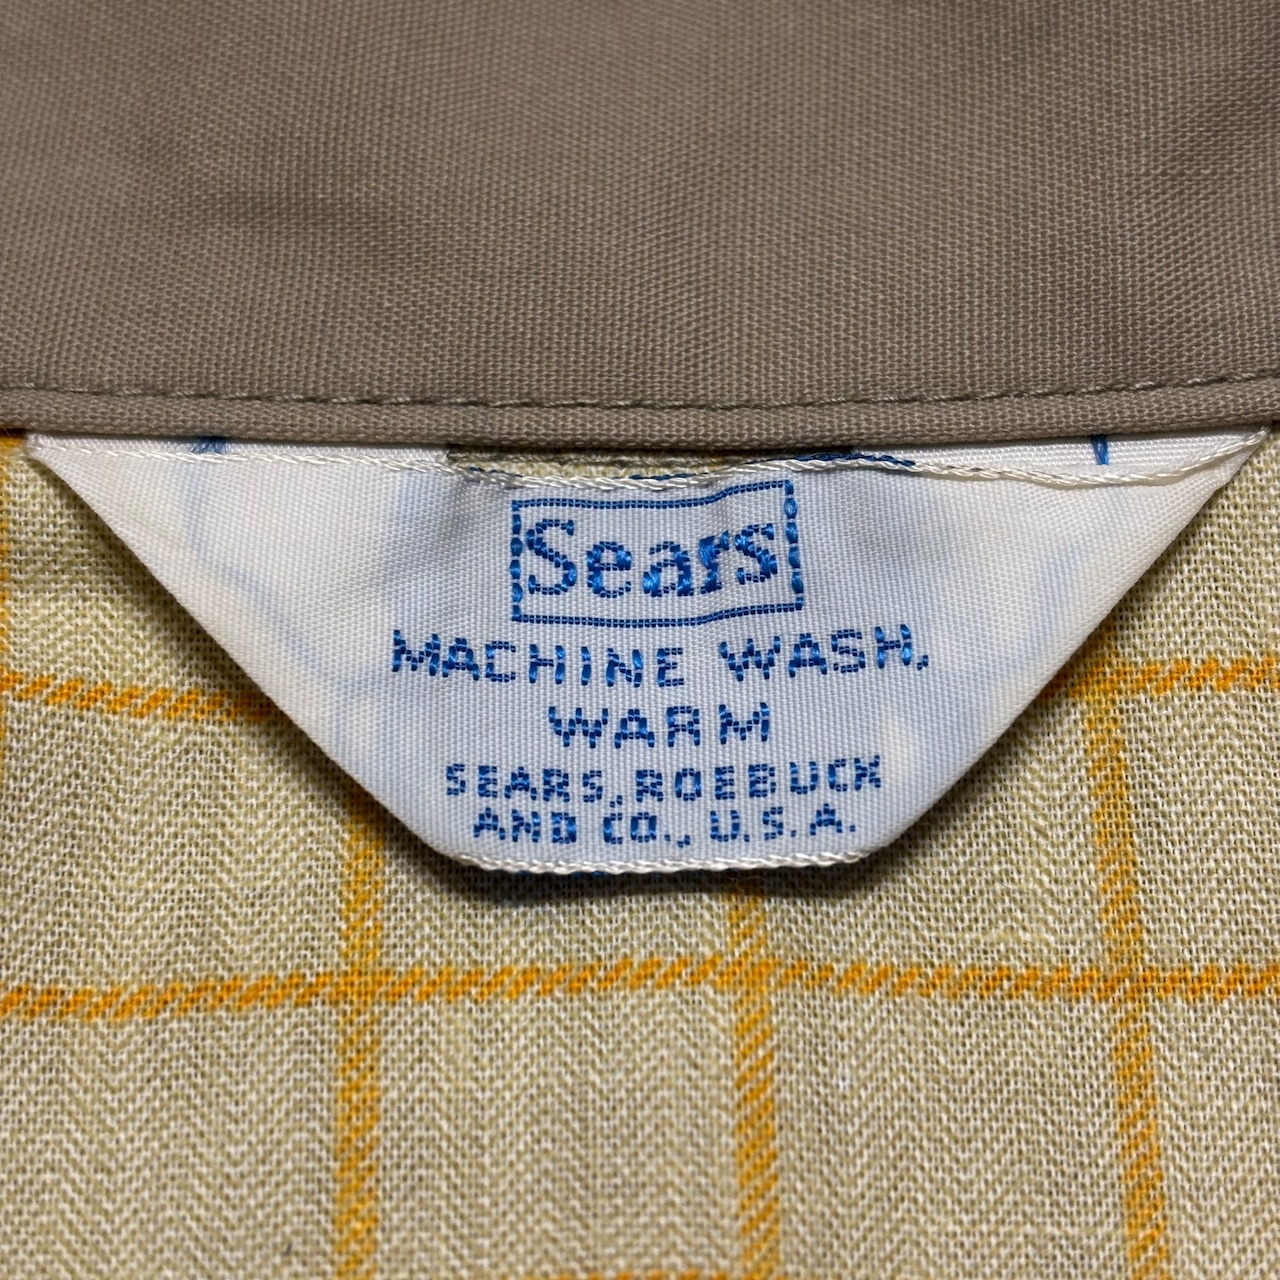 Sears
MACHINE WASH,
WARM
SEARS, ROEBUCK
AND CO., U.S.A.